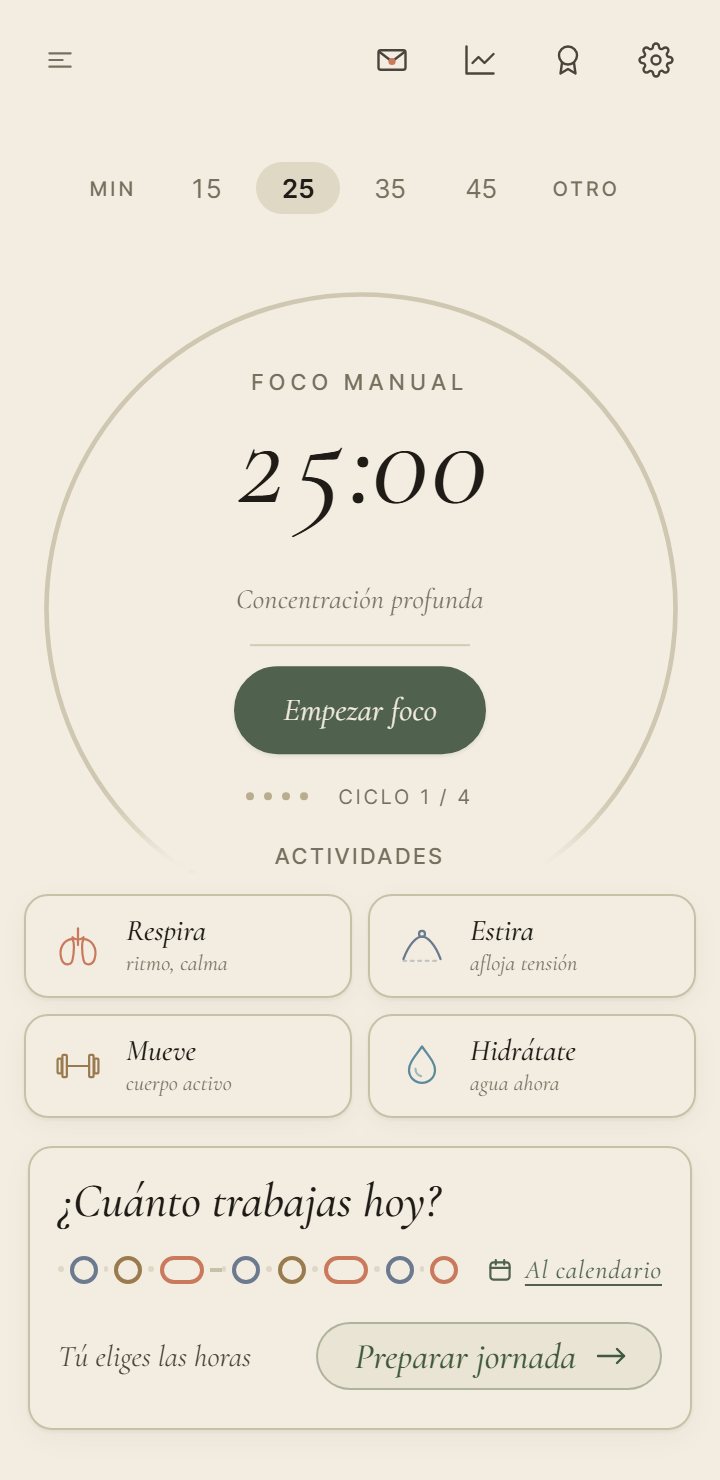 MIN 15 25 35 45 OTRO
FOCO MANUAL
25:00
Concentración profunda
Empezar foco
CICLO 1 / 4
ACTIVIDADES
Respira
ritmo, calma
Estira
afloja tensión
Mueve
cuerpo activo
Hidrátate
agua ahora
¿Cuánto trabajas hoy?
Al calendario
Tú eliges las horas
Preparar jornada →